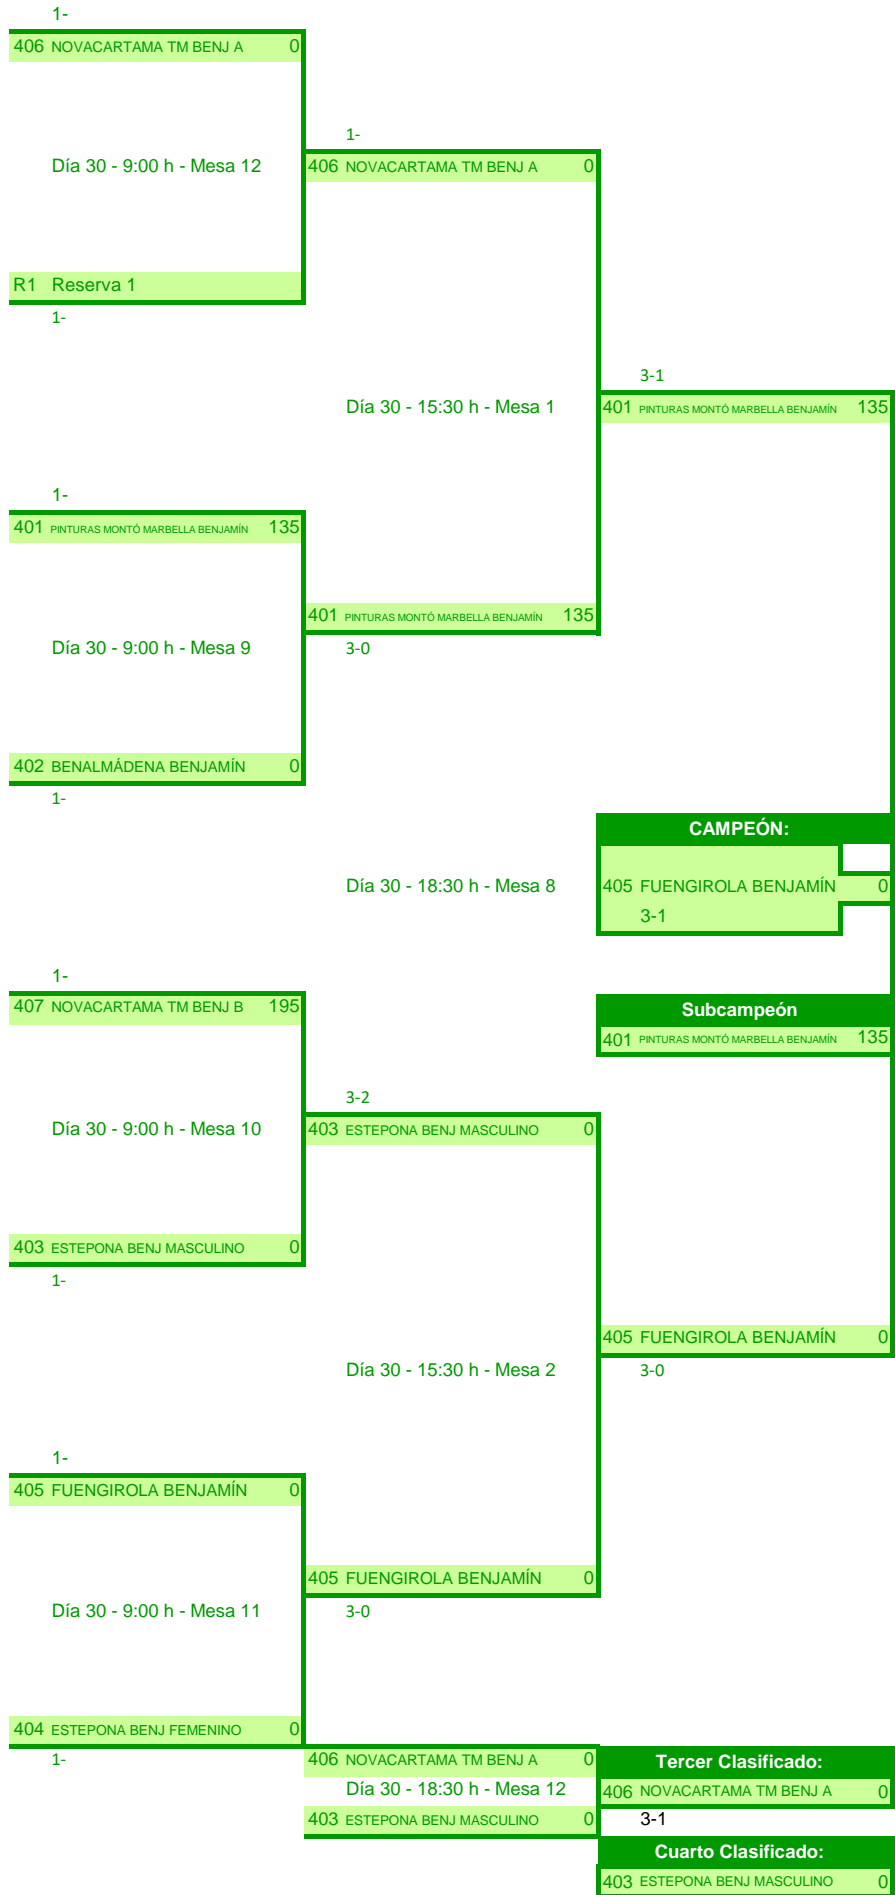 1-
406 NOVACARTAMA TM BENJ A 0
1-
Día 30 - 9:00 h - Mesa 12
406 NOVACARTAMA TM BENJ A 0
R1 Reserva 1
1-
3-1
Día 30 - 15:30 h - Mesa 1
401 PINTURAS MONTÓ MARBELLA BENJAMÍN 135
1-
401 PINTURAS MONTÓ MARBELLA BENJAMÍN 135
401 PINTURAS MONTÓ MARBELLA BENJAMÍN 135
Día 30 - 9:00 h - Mesa 9
3-0
402 BENALMÁDENA BENJAMÍN 0
1-
CAMPEÓN:
Día 30 - 18:30 h - Mesa 8
405 FUENGIROLA BENJAMÍN 0
3-1
1-
407 NOVACARTAMA TM BENJ B 195
Subcampeón
401 PINTURAS MONTÓ MARBELLA BENJAMÍN 135
3-2
Día 30 - 9:00 h - Mesa 10
403 ESTEPONA BENJ MASCULINO 0
403 ESTEPONA BENJ MASCULINO 0
1-
405 FUENGIROLA BENJAMÍN 0
Día 30 - 15:30 h - Mesa 2
3-0
1-
405 FUENGIROLA BENJAMÍN 0
405 FUENGIROLA BENJAMÍN 0
Día 30 - 9:00 h - Mesa 11
3-0
404 ESTEPONA BENJ FEMENINO 0
1-
406 NOVACARTAMA TM BENJ A 0
Tercer Clasificado:
Día 30 - 18:30 h - Mesa 12
406 NOVACARTAMA TM BENJ A 0
403 ESTEPONA BENJ MASCULINO 0
3-1
Cuarto Clasificado:
403 ESTEPONA BENJ MASCULINO 0